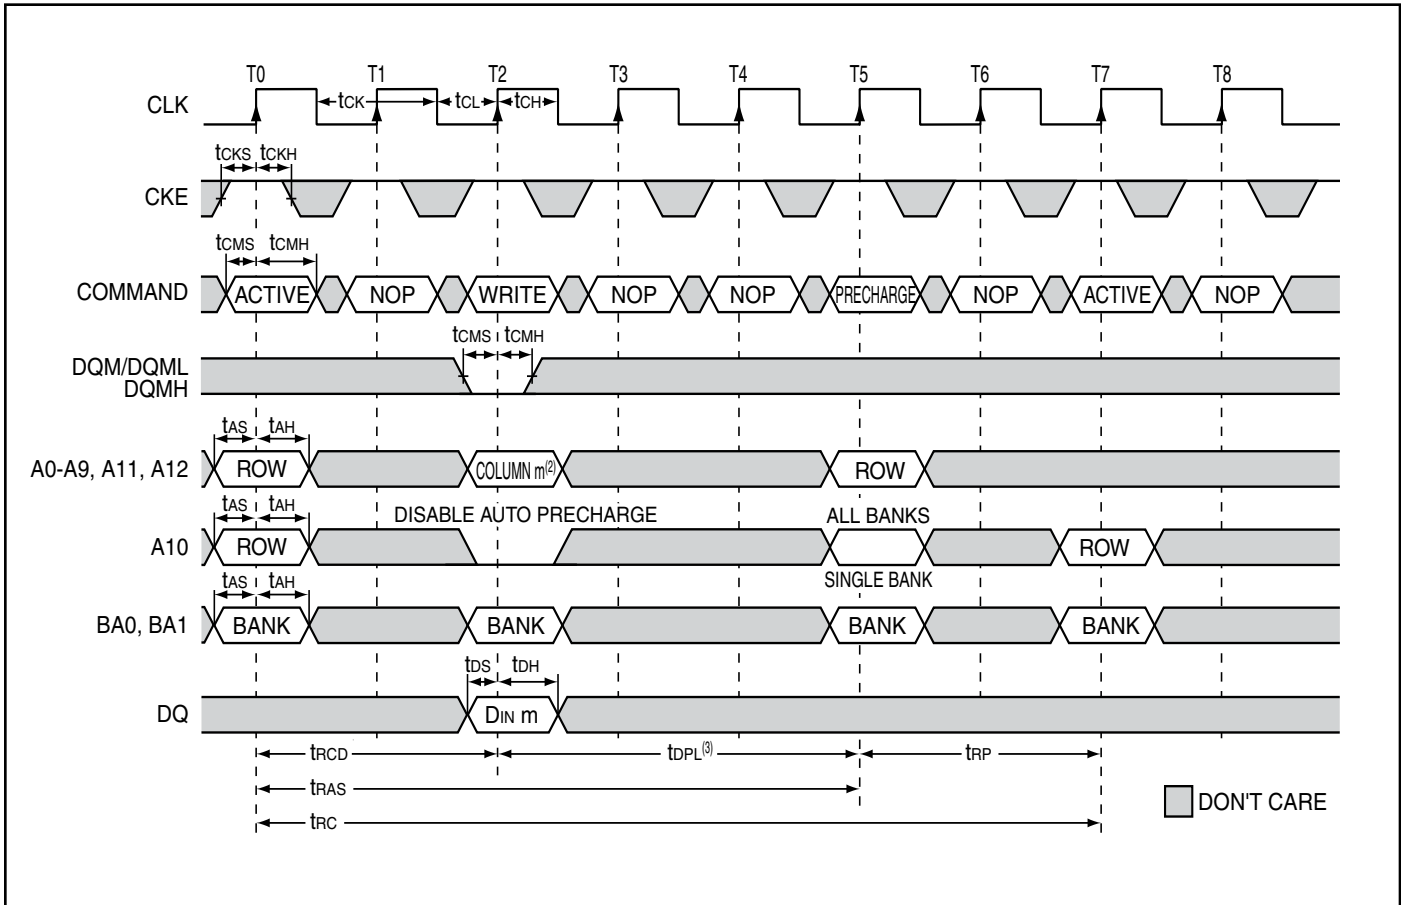 T0 T1 T2 T3 T4 T5 T6 T7 T8
CLK tCK tCL tCH
tCKS tCKH
CKE
tCMS tCMH
COMMAND ACTIVE NOP WRITE NOP NOP PRECHARGE NOP ACTIVE NOP
tCMS tCMH
DQM/DQML
DQMH
tAS tAH
A0-A9, A11, A12 ROW COLUMN m(2) ROW
tAS tAH DISABLE AUTO PRECHARGE ALL BANKS
A10 ROW ROW
tAS tAH SINGLE BANK
BA0, BA1 BANK BANK BANK BANK
tDS tDH
DQ DIN m
tRCD tDPL(3) tRP
tRAS
DON'T CARE
tRC